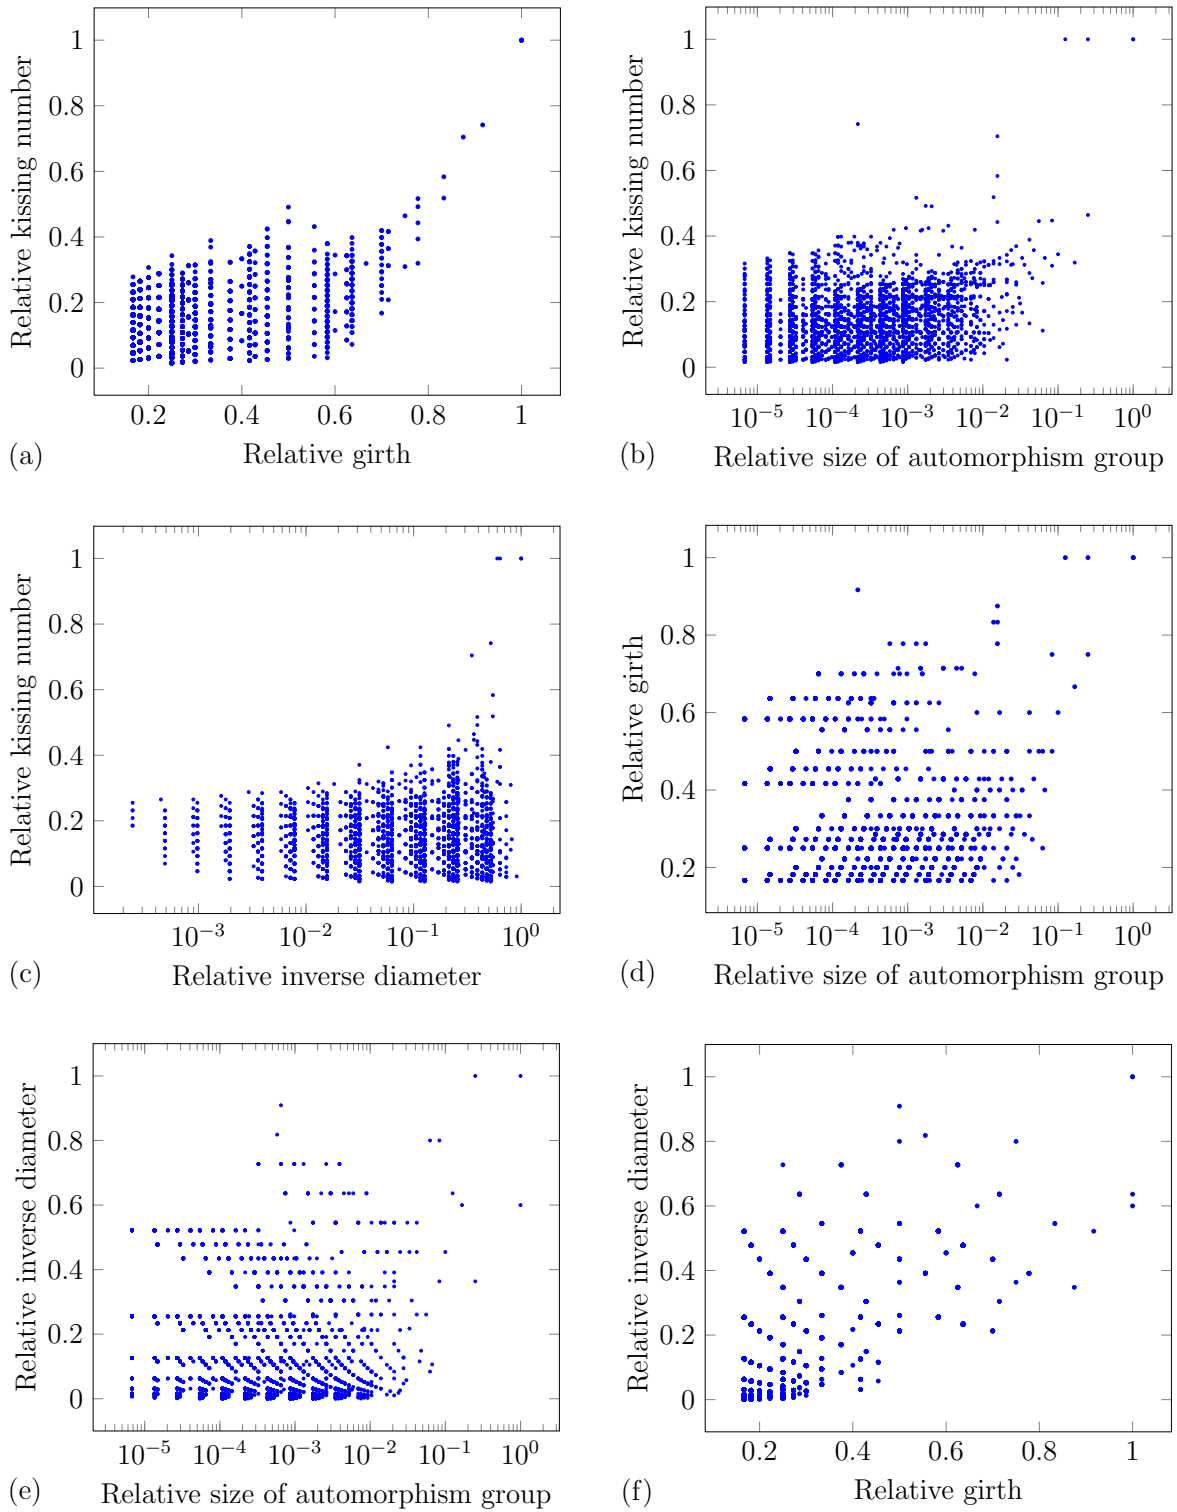 1
0.8
0.6
0.4
0.2
0
Relative kissing number
0.2 0.4 0.6 0.8 1
(a) Relative girth
1
0.8
0.6
0.4
0.2
0
Relative kissing number
10⁻⁵ 10⁻⁴ 10⁻³ 10⁻² 10⁻¹ 10⁰
(b) Relative size of automorphism group
1
0.8
0.6
0.4
0.2
0
Relative kissing number
10⁻³ 10⁻² 10⁻¹ 10⁰
(c) Relative inverse diameter
1
0.8
0.6
0.4
0.2
Relative girth
10⁻⁵ 10⁻⁴ 10⁻³ 10⁻² 10⁻¹ 10⁰
(d) Relative size of automorphism group
1
0.8
0.6
0.4
0.2
0
Relative inverse diameter
10⁻⁵ 10⁻⁴ 10⁻³ 10⁻² 10⁻¹ 10⁰
(e) Relative size of automorphism group
1
0.8
0.6
0.4
0.2
0
Relative inverse diameter
0.2 0.4 0.6 0.8 1
(f) Relative girth